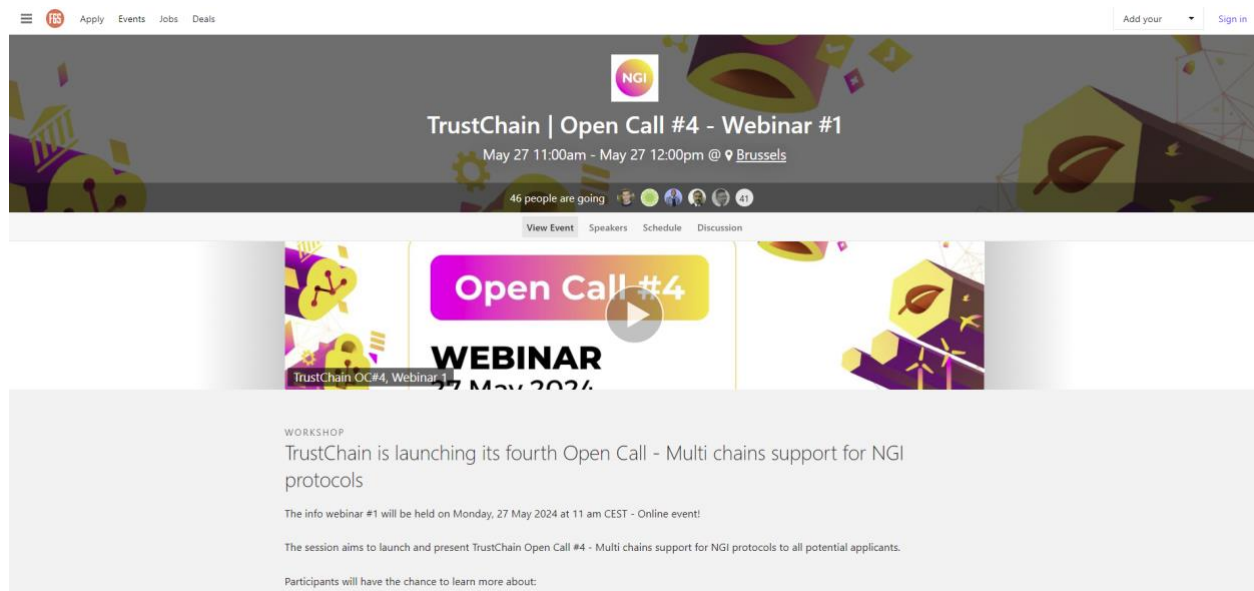 F6S Apply Events Jobs Deals Add your Sign in
NGI
TrustChain | Open Call #4 - Webinar #1
May 27 11:00am - May 27 12:00pm @ Brussels
46 people are going 41
View Event Speakers Schedule Discussion
Open Call #4
WEBINAR
27 May 2024
TrustChain OC#4, Webinar 1
WORKSHOP
TrustChain is launching its fourth Open Call - Multi chains support for NGI
protocols
The info webinar #1 will be held on Monday, 27 May 2024 at 11 am CEST - Online event!
The session aims to launch and present TrustChain Open Call #4 - Multi chains support for NGI protocols to all potential applicants.
Participants will have the chance to learn more about: